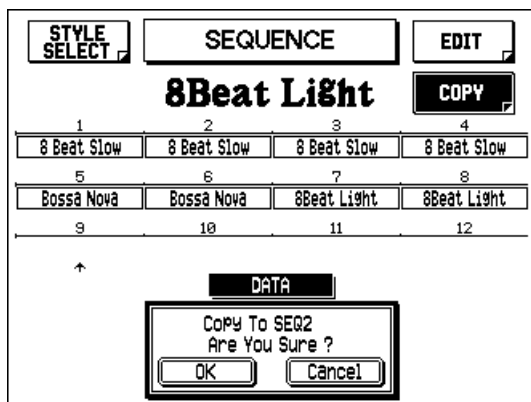 STYLE SELECT SEQUENCE EDIT
8Beat Light COPY
1 2 3 4
8 Beat Slow 8 Beat Slow 8 Beat Slow 8 Beat Slow
5 6 7 8
Bossa Nova Bossa Nova 8Beat Light 8Beat Light
9 10 11 12
DATA
Copy To SEQ2
Are You Sure ?
OK Cancel